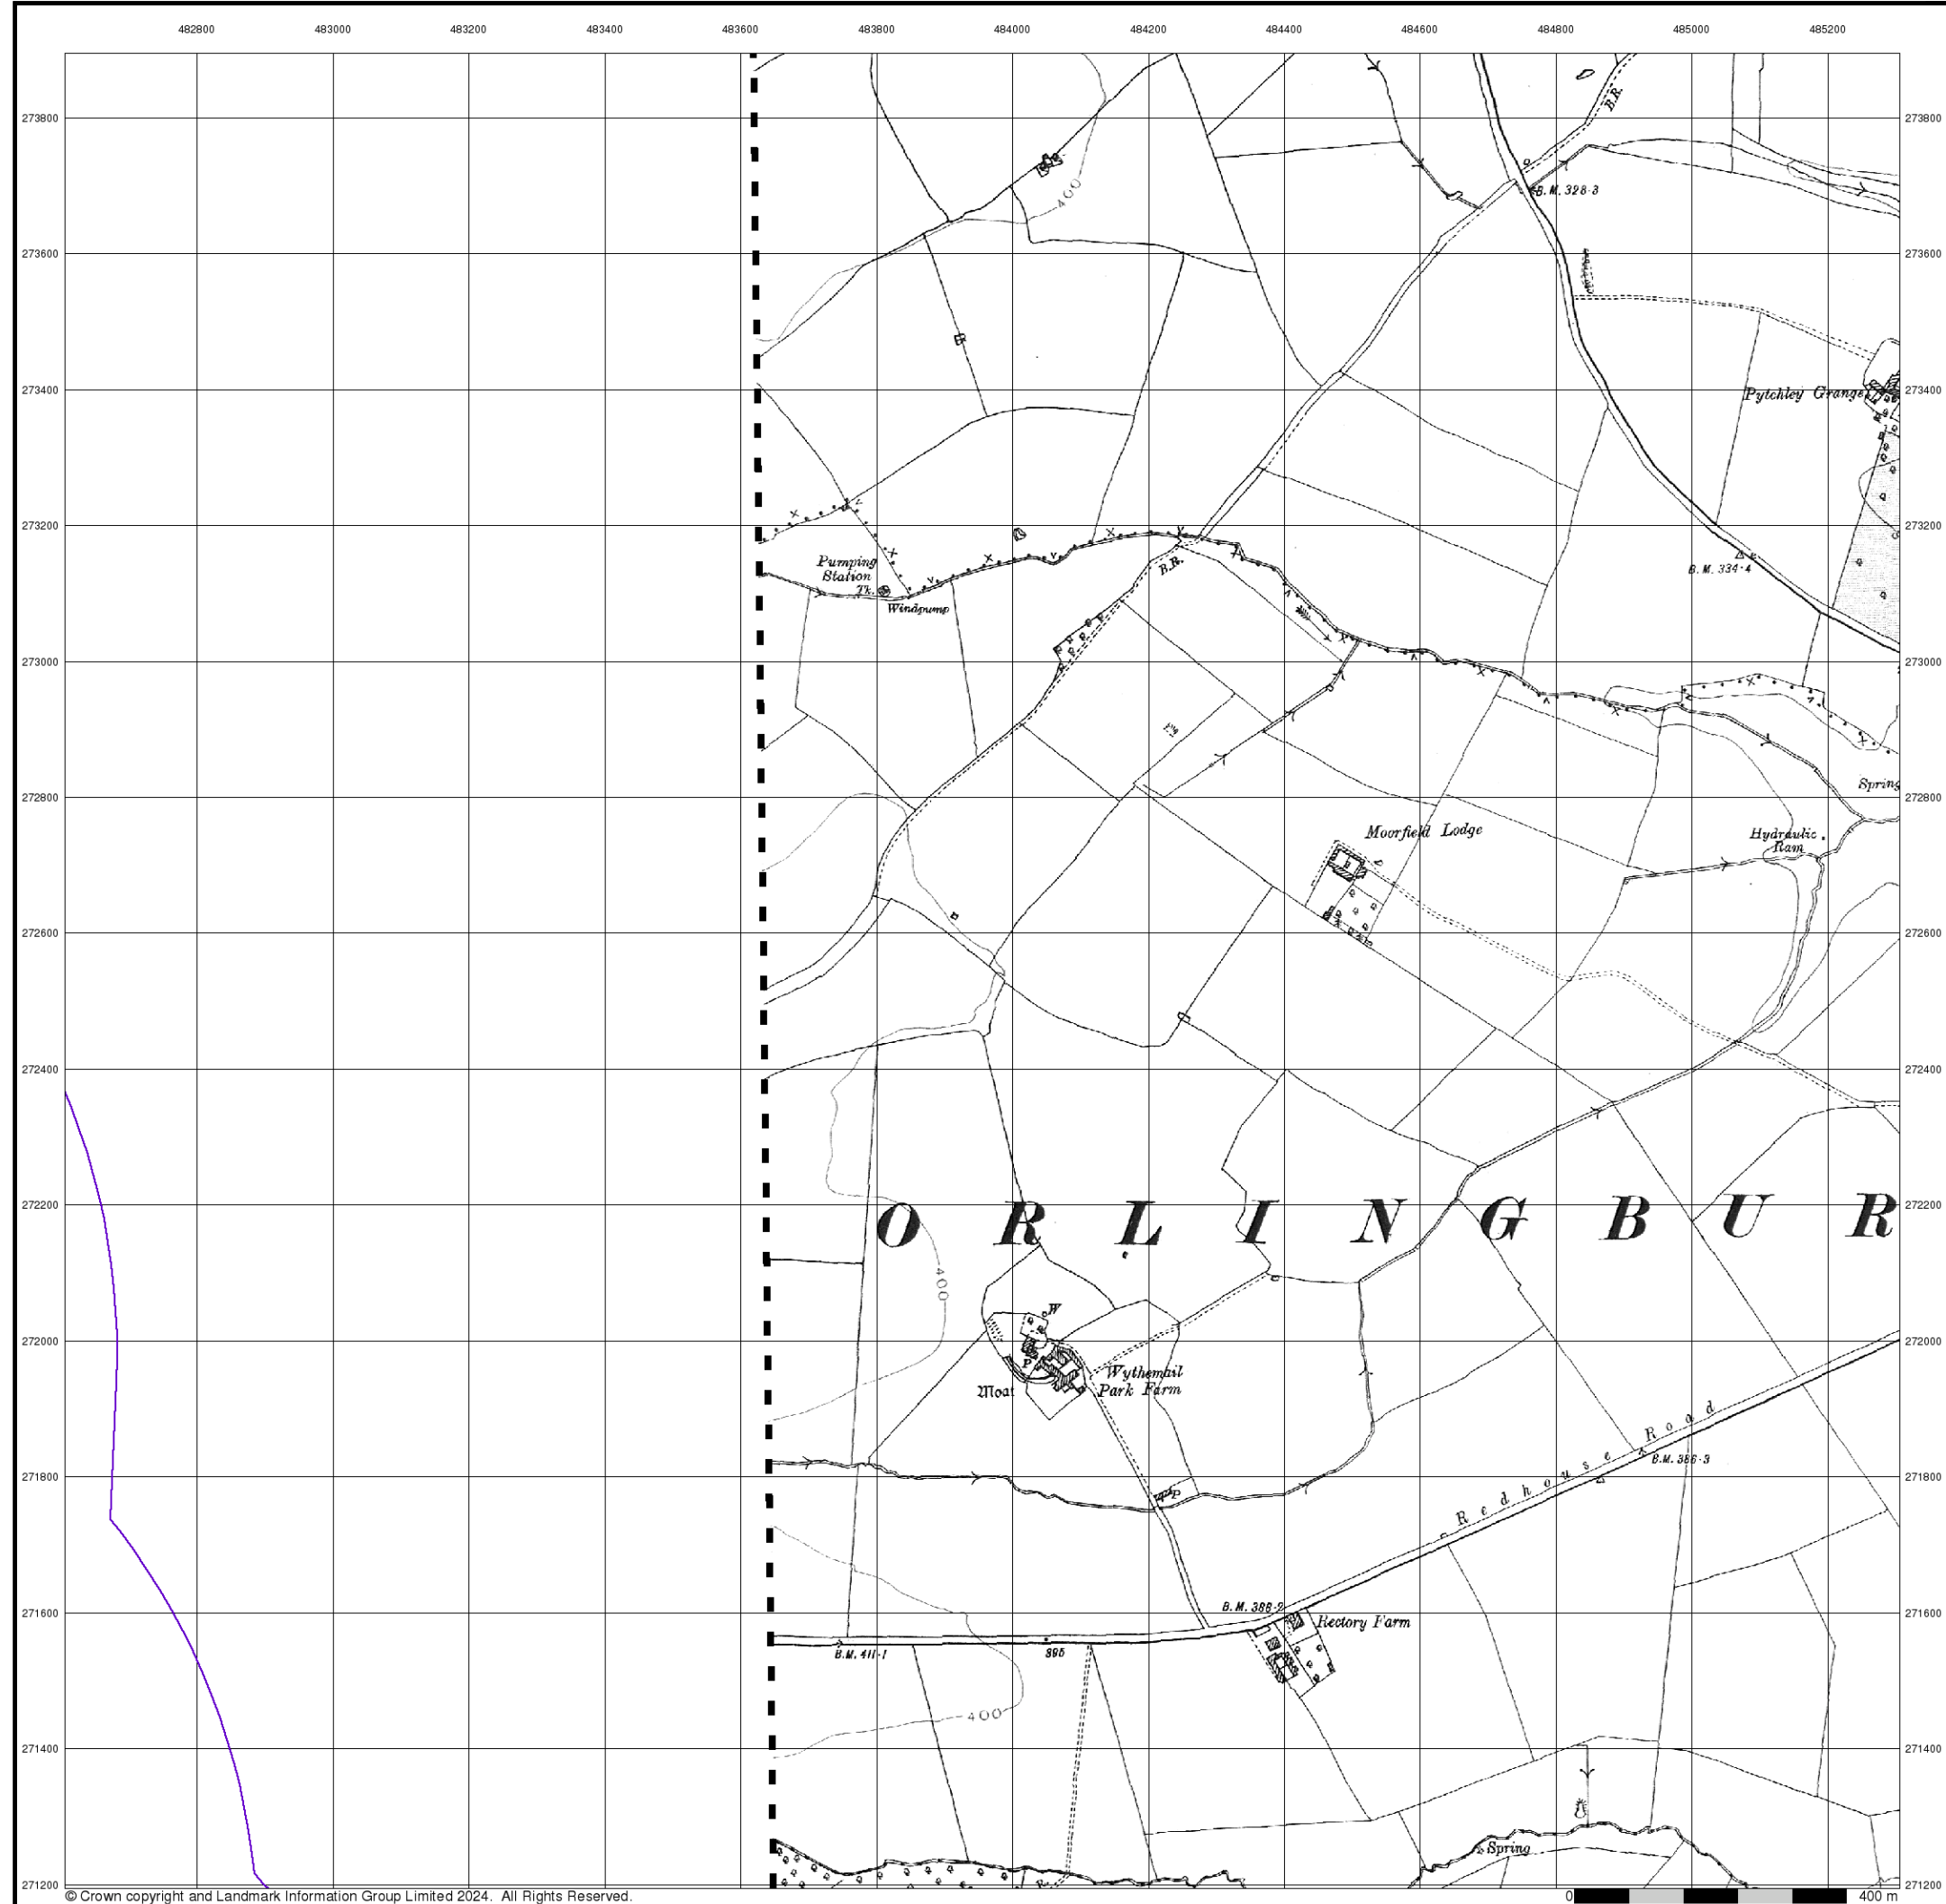 482800 483000 483200 483400 483600 483800 484000 484200 484400 484600 484800 485000 485200
273800 273800
B.R.
400
B.M. 328·3
273600 273600
273400 273400
Pytchley Grange
273200 273200
Pumping
Station
Tk.
Windpump
B.R.
B.M. 334·4
273000 273000
272800 272800
Spring
Moorfield Lodge
Hydraulic
Ram
272600 272600
272400 272400
272200 272200
ORLINGBUR
400
W
272000 272000
P
Moat
Wythemail
Park Farm
Redhouse Road
B.M. 386·3
271800 271800
P
271600 271600
B.M. 386·2
Rectory Farm
B.M. 411·1
395
400
271400 271400
Spring
271200 271200
© Crown copyright and Landmark Information Group Limited 2024. All Rights Reserved.
0 400 m